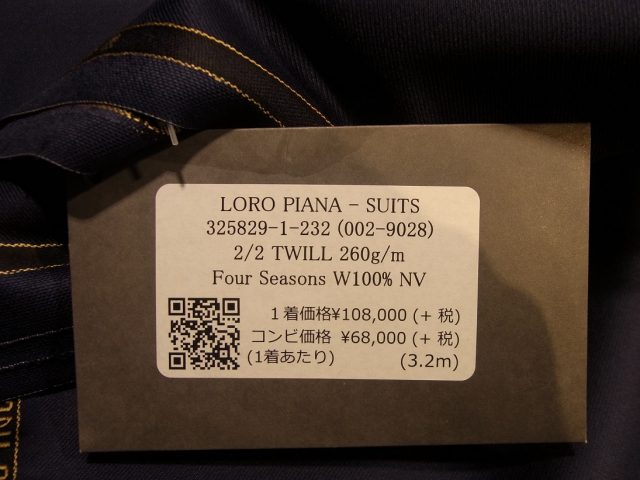 LORO PIANA - SUITS
325829-1-232 (002-9028)
2/2 TWILL 260g/m
Four Seasons W100% NV
1着価格¥108,000 (+ 税)
コンビ価格 ¥68,000 (+ 税)
(1着あたり) (3.2m)